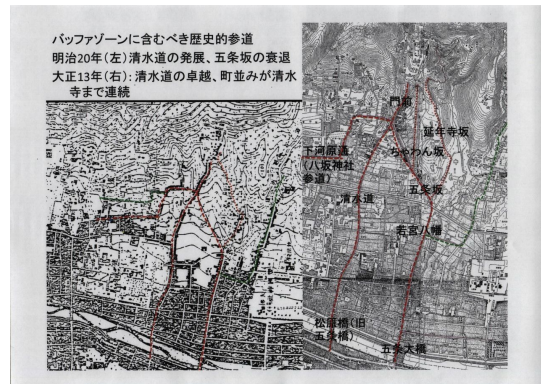 バッファゾーンに含むべき歴史的参道
明治20年(左)清水道の発展、五条坂の衰退
大正13年(右):清水道の卓越、町並みが清水
寺まで連続
門前
延年寺坂
下河原道
(八坂神社
参道)
ちゃわん坂
五条坂
清水道
若宮八幡
松原橋(旧
五条橋)
五条大橋